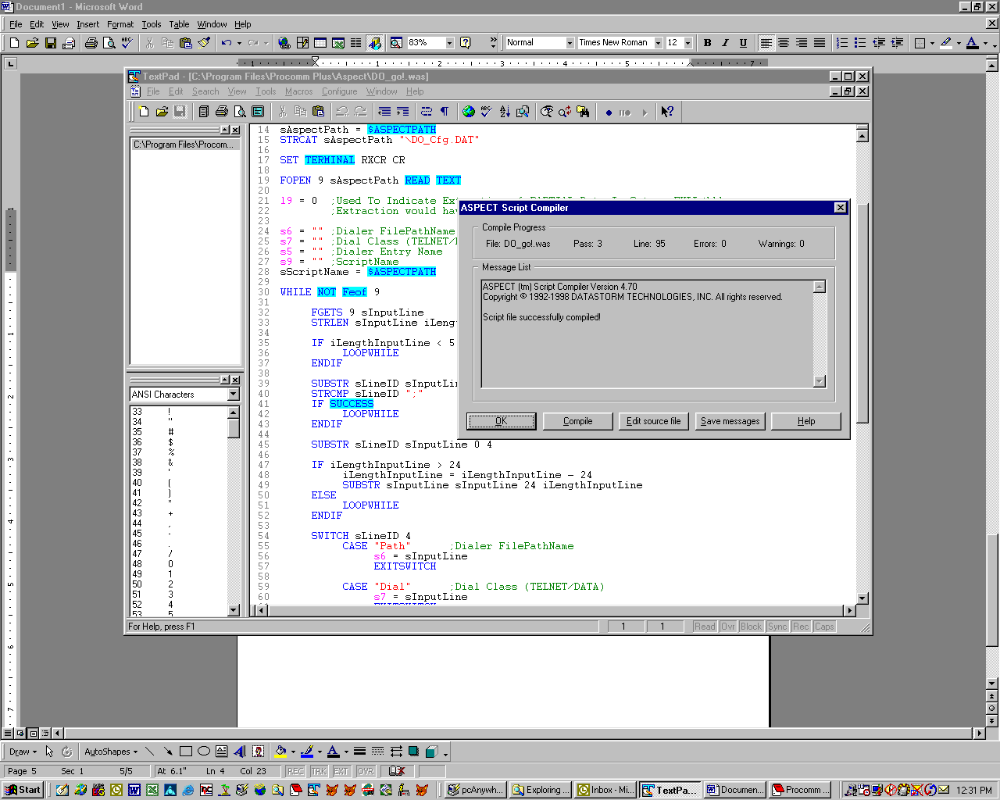 Document1 - Microsoft Word
File Edit View Insert Format Tools Table Window Help
83% Normal Times New Roman 12 B I U
1 1 2 3 4 5 7
TextPad - [C:\Program Files\Procomm Plus\Aspect\DO_go!.was]
File Edit Search View Tools Macros Configure Window Help
C:\Program Files\Procom...
14 sAspectPath = $ASPECTPATH
15 STRCAT sAspectPath "\DO_Cfg.DAT"
16
17 SET TERMINAL RXCR CR
18
19 FOPEN 9 sAspectPath READ TEXT
20
21 l9 = 0 ;Used To Indicate
22 ;Extraction would
23
24 s6 = "" ;Dialer FilePathName
25 s7 = "" ;Dial Class (TELNET/
26 s5 = "" ;Dialer Entry Name
27 s9 = "" ;ScriptName
28 sScriptName = $ASPECTPATH
29
30 WHILE NOT Feof 9
31
32 FGETS 9 sInputLine
33 STRLEN sInputLine
34
35 IF iLengthInputLine < 5
36 LOOPWHILE
37 ENDIF
38
39 SUBSTR sLineID
40 STRCMP sLineID ";"
41 IF SUCCESS
42 LOOPWHILE
43 ENDIF
44
45 SUBSTR sLineID sInputLine 0 4
46
47 IF iLengthInputLine > 24
48 iLengthInputLine = iLengthInputLine - 24
49 SUBSTR sInputLine sInputLine 24 iLengthInputLine
50 ELSE
51 LOOPWHILE
52 ENDIF
53
54 SWITCH sLineID 4
55 CASE "Path" ;Dialer FilePathName
56 s6 = sInputLine
57 EXITSWITCH
58
59 CASE "Dial" ;Dial Class (TELNET/DATA)
60 s7 = sInputLine
ASPECT Script Compiler
Compile Progress
File: DO_go!.was Pass: 3 Line: 95 Errors: 0 Warnings: 0
Message List
ASPECT (tm) Script Compiler Version 4.70
Copyright © 1992-1998 DATASTORM TECHNOLOGIES, INC. All rights reserved.
Script file successfully compiled!
OK Compile Edit source file Save messages Help
ANSI Characters
33 !
34 "
35 #
36 $
37 %
38 &
39 '
40 (
41 )
42 *
43 +
44 ,
45 -
46 .
47 /
48 0
49 1
50 2
51 3
52 4
53 5
For Help, press F1 1 1 Read Ovr Block Sync Rec Caps
Draw AutoShapes
Page 5 Sec 1 5/5 At 6.1" Ln 4 Col 23 REC TRK EXT OVR
Start pcAnywh... Exploring ... Inbox - Mi... TextPa... Documen... Procomm ... 12:31 PM